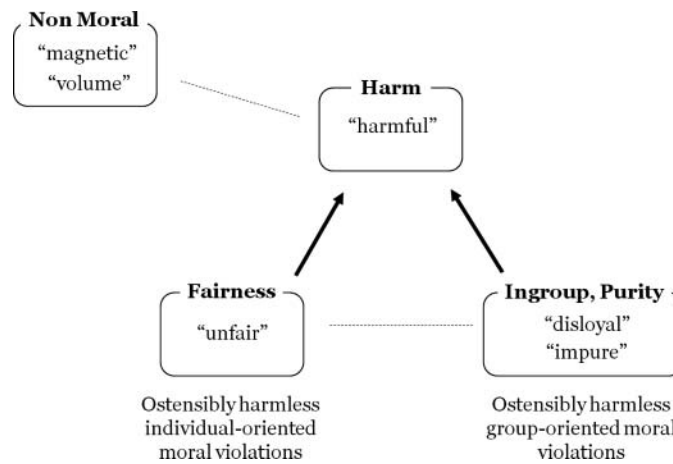 Non Moral
“magnetic”
“volume”
Harm
“harmful”
Fairness
“unfair”
Ingroup, Purity
“disloyal”
“impure”
Ostensibly harmless
individual-oriented
moral violations
Ostensibly harmless
group-oriented moral
violations